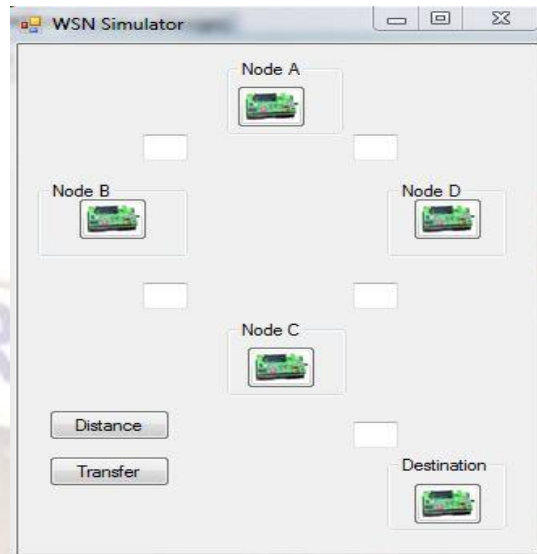 WSN Simulator
Node A
Node B
Node D
Node C
Distance
Transfer
Destination